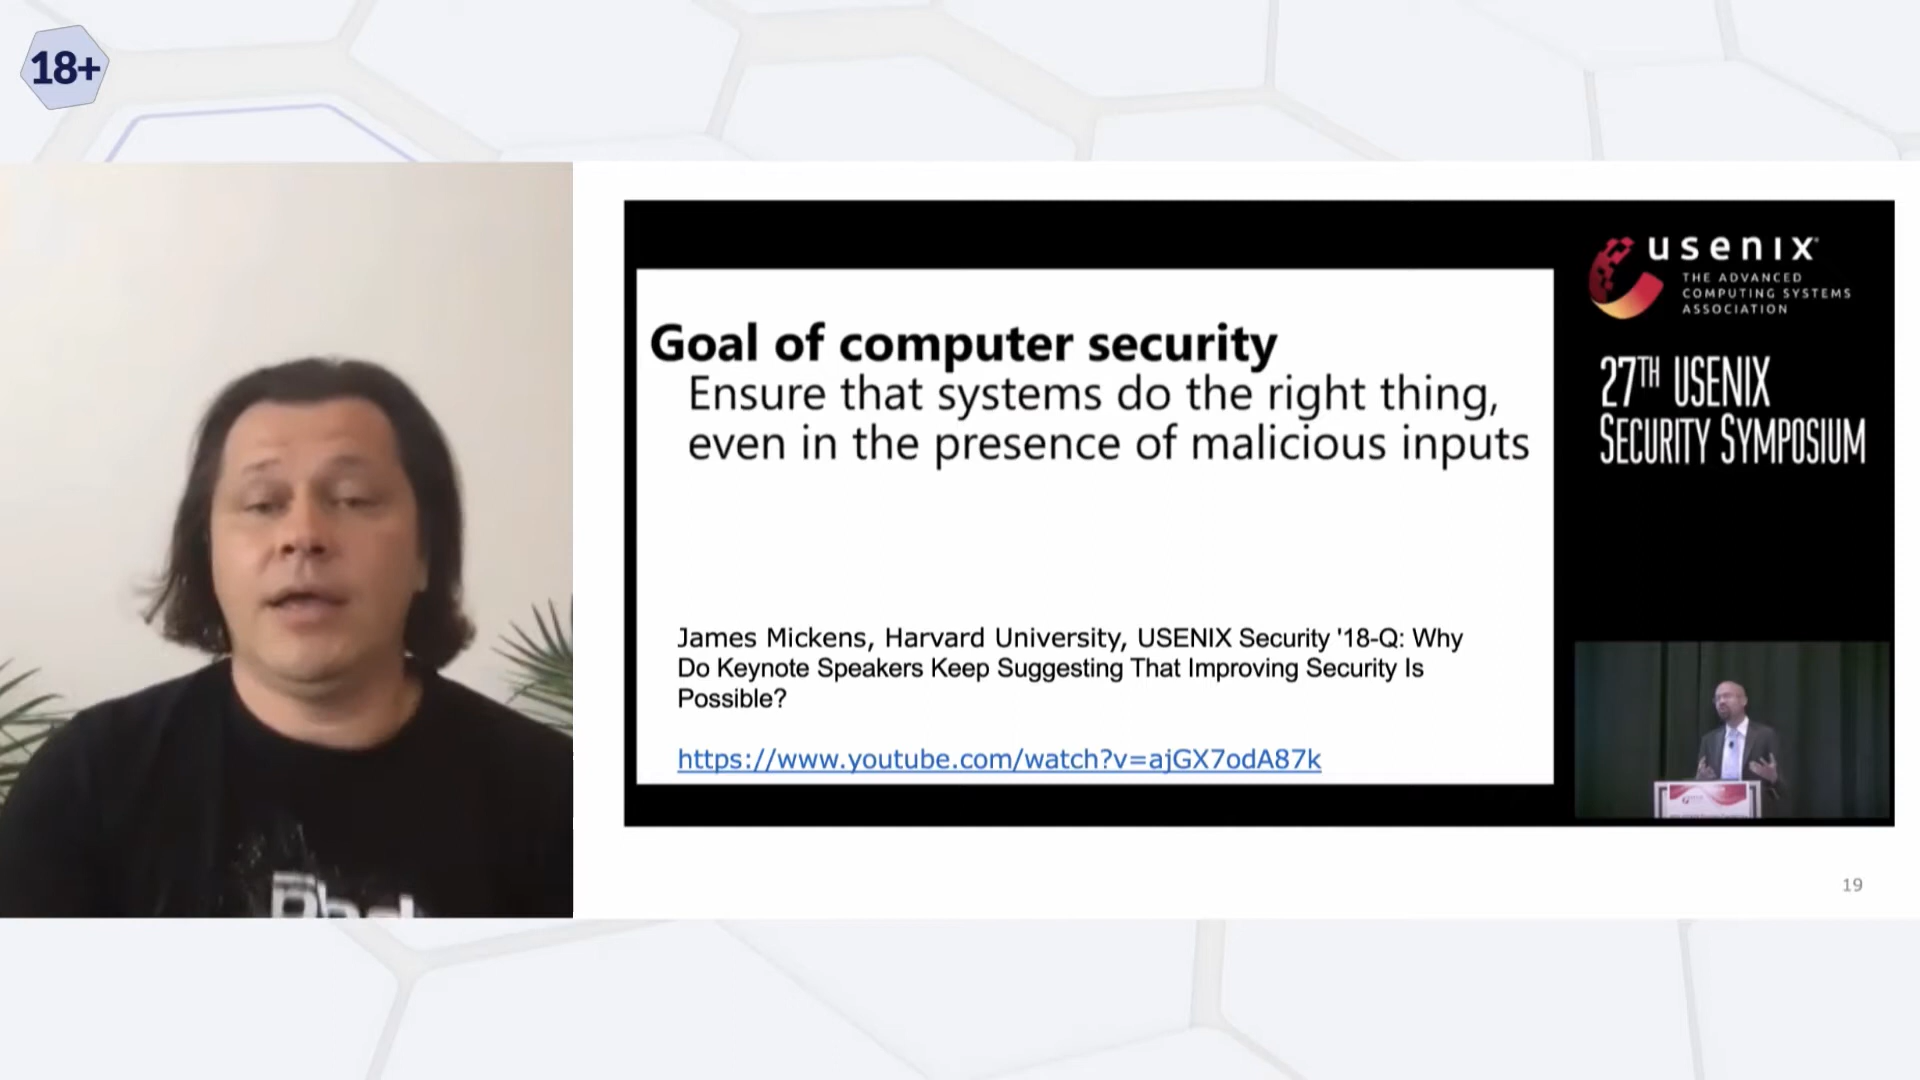 18+
usenix
THE ADVANCED
COMPUTING SYSTEMS
ASSOCIATION
27TH USENIX
SECURITY SYMPOSIUM
Goal of computer security
Ensure that systems do the right thing,
even in the presence of malicious inputs
James Mickens, Harvard University, USENIX Security '18-Q: Why
Do Keynote Speakers Keep Suggesting That Improving Security Is
Possible?
https://www.youtube.com/watch?v=ajGX7odA87k
19